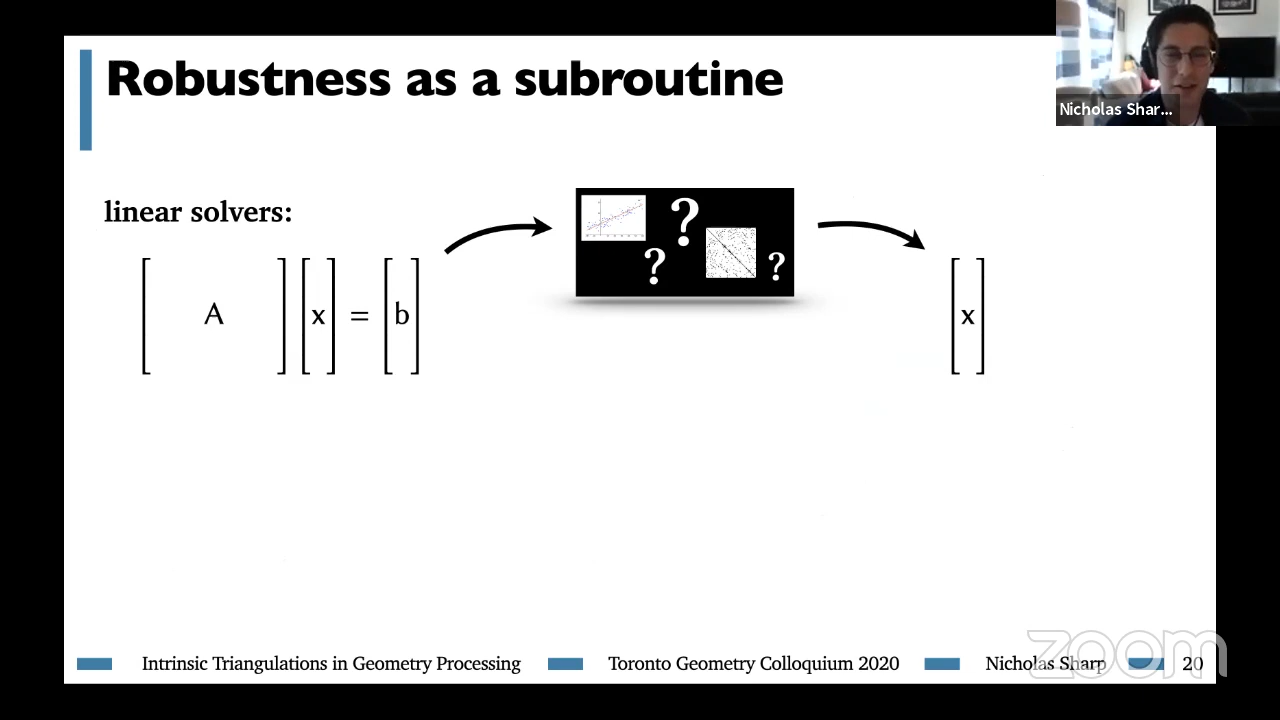 Robustness as a subroutine
Nicholas Shar...
linear solvers:
? ? ?
A x = b
x
Intrinsic Triangulations in Geometry Processing
Toronto Geometry Colloquium 2020
Nicholas Sharp
20
zoom